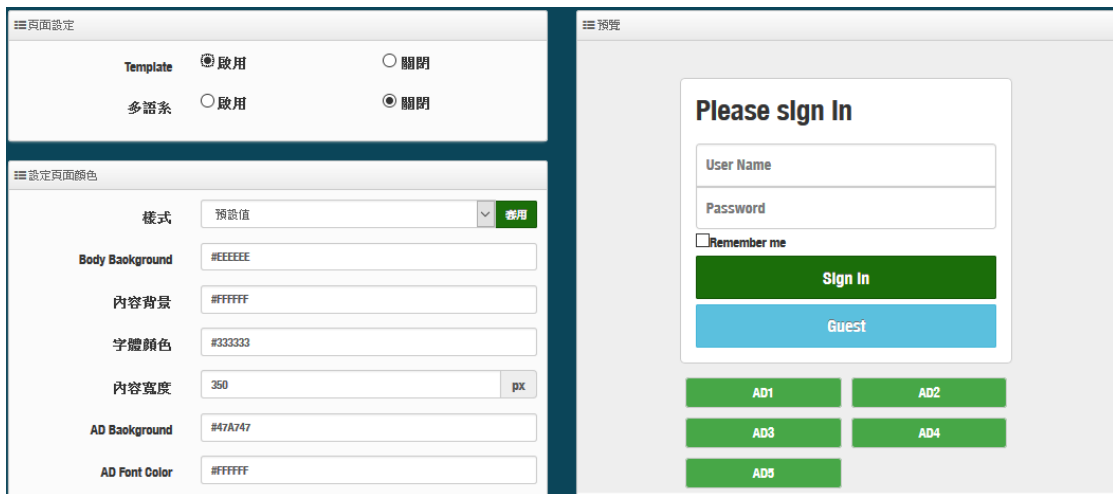 頁面設定
Template 啟用 關閉
多語系 啟用 關閉
設定頁面顏色
樣式 預設值 套用
Body Background #EEEEEE
內容背景 #FFFFFF
字體顏色 #333333
內容寬度 350 px
AD Background #47A747
AD Font Color #FFFFFF
預覽
Please sign in
User Name
Password
Remember me
Sign in
Guest
AD1 AD2
AD3 AD4
AD5